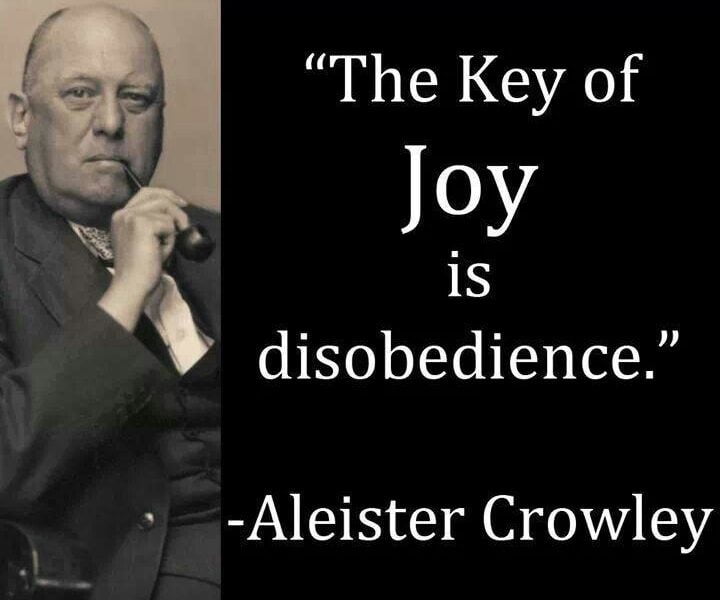 “The Key of
Joy
is
disobedience.”
-Aleister Crowley